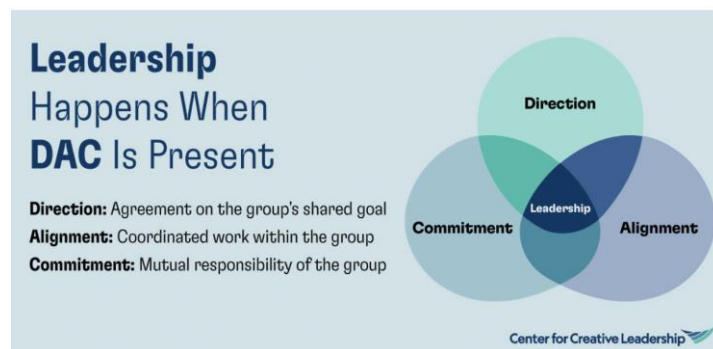 Leadership
Happens When
DAC Is Present
Direction: Agreement on the group's shared goal
Alignment: Coordinated work within the group
Commitment: Mutual responsibility of the group
Direction
Leadership
Commitment
Alignment
Center for Creative Leadership